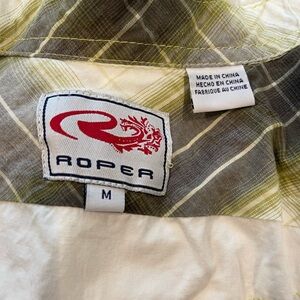 ROPER
M
MADE IN CHINA
HECHO EN CHINA
FABRIQUE AU CHINE